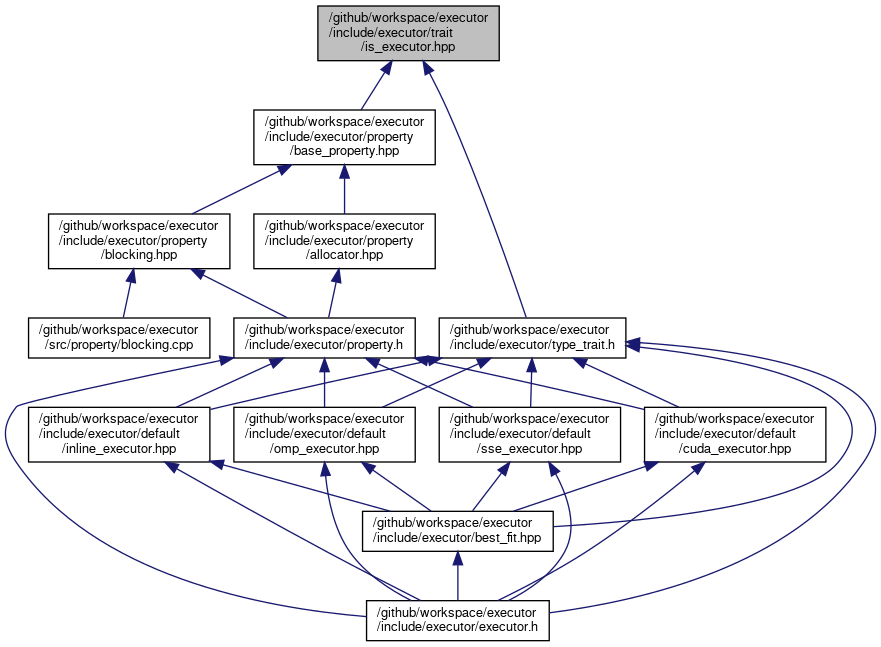 /github/workspace/executor
/include/executor/trait
/is_executor.hpp
/github/workspace/executor
/include/executor/property
/base_property.hpp
/github/workspace/executor
/include/executor/property
/blocking.hpp
/github/workspace/executor
/include/executor/property
/allocator.hpp
/github/workspace/executor
/src/property/blocking.cpp
/github/workspace/executor
/include/executor/property.h
/github/workspace/executor
/include/executor/type_trait.h
/github/workspace/executor
/include/executor/default
/inline_executor.hpp
/github/workspace/executor
/include/executor/default
/omp_executor.hpp
/github/workspace/executor
/include/executor/default
/sse_executor.hpp
/github/workspace/executor
/include/executor/default
/cuda_executor.hpp
/github/workspace/executor
/include/executor/best_fit.hpp
/github/workspace/executor
/include/executor/executor.h